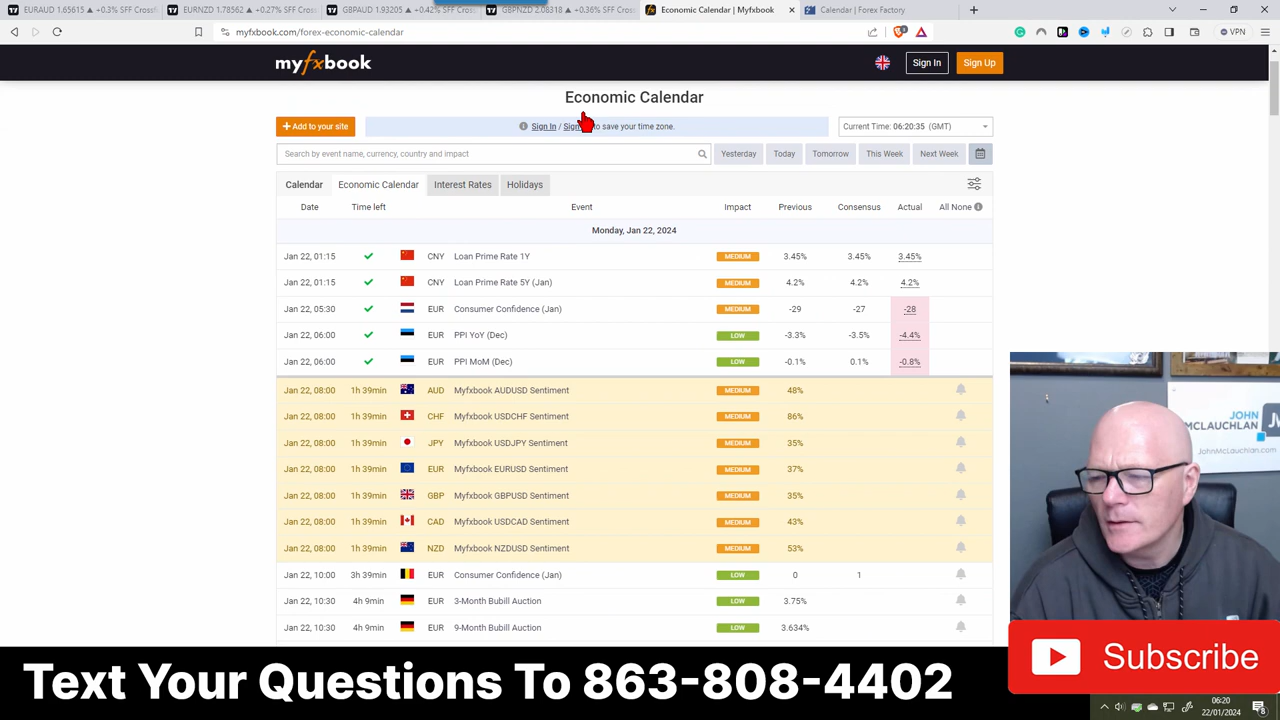 EURAUD 1.65615 ▲ +0.3% SFF Cross
EURNZD 1.78562 ▲ +0.27% SFF Cross
GBPAUD 1.93205 ▲ +0.42% SFF Cross
GBPNZD 2.08318 ▲ +0.36% SFF Cross
Economic Calendar | Myfxbook
Calendar | Forex Factory
myfxbook.com/forex-economic-calendar
VPN
myfxbook
Sign In
Sign Up
Economic Calendar
+ Add to your site
Sign In / Sign to save your time zone.
Current Time: 06:20:35 (GMT)
Search by event name, currency, country and impact
Yesterday Today Tomorrow This Week Next Week
Calendar Economic Calendar Interest Rates Holidays
Date Time left Event Impact Previous Consensus Actual All None
Monday, Jan 22, 2024
Jan 22, 01:15 CNY Loan Prime Rate 1Y MEDIUM 3.45% 3.45% 3.45%
Jan 22, 01:15 CNY Loan Prime Rate 5Y (Jan) MEDIUM 4.2% 4.2% 4.2%
Jan 22, 05:30 EUR Consumer Confidence (Jan) MEDIUM -29 -27 -28
Jan 22, 06:00 EUR PPI YoY (Dec) LOW -3.3% -3.5% -4.4%
Jan 22, 06:00 EUR PPI MoM (Dec) LOW -0.1% 0.1% -0.8%
Jan 22, 08:00 1h 39min AUD Myfxbook AUDUSD Sentiment MEDIUM 48%
Jan 22, 08:00 1h 39min CHF Myfxbook USDCHF Sentiment MEDIUM 86%
Jan 22, 08:00 1h 39min JPY Myfxbook USDJPY Sentiment MEDIUM 35%
Jan 22, 08:00 1h 39min EUR Myfxbook EURUSD Sentiment MEDIUM 37%
Jan 22, 08:00 1h 39min GBP Myfxbook GBPUSD Sentiment MEDIUM 35%
Jan 22, 08:00 1h 39min CAD Myfxbook USDCAD Sentiment MEDIUM 43%
Jan 22, 08:00 1h 39min NZD Myfxbook NZDUSD Sentiment MEDIUM 53%
Jan 22, 10:00 3h 39min EUR Consumer Confidence (Jan) LOW 0 1
Jan 22, 10:30 4h 9min EUR 3-Month Bubill Auction LOW 3.75%
Jan 22, 10:30 4h 9min EUR 9-Month Bubill Auction LOW 3.634%
JOHN
MCLAUCHLAN
JohnMcLauchlan.com
Subscribe
Text Your Questions To 863-808-4402
06:20
22/01/2024